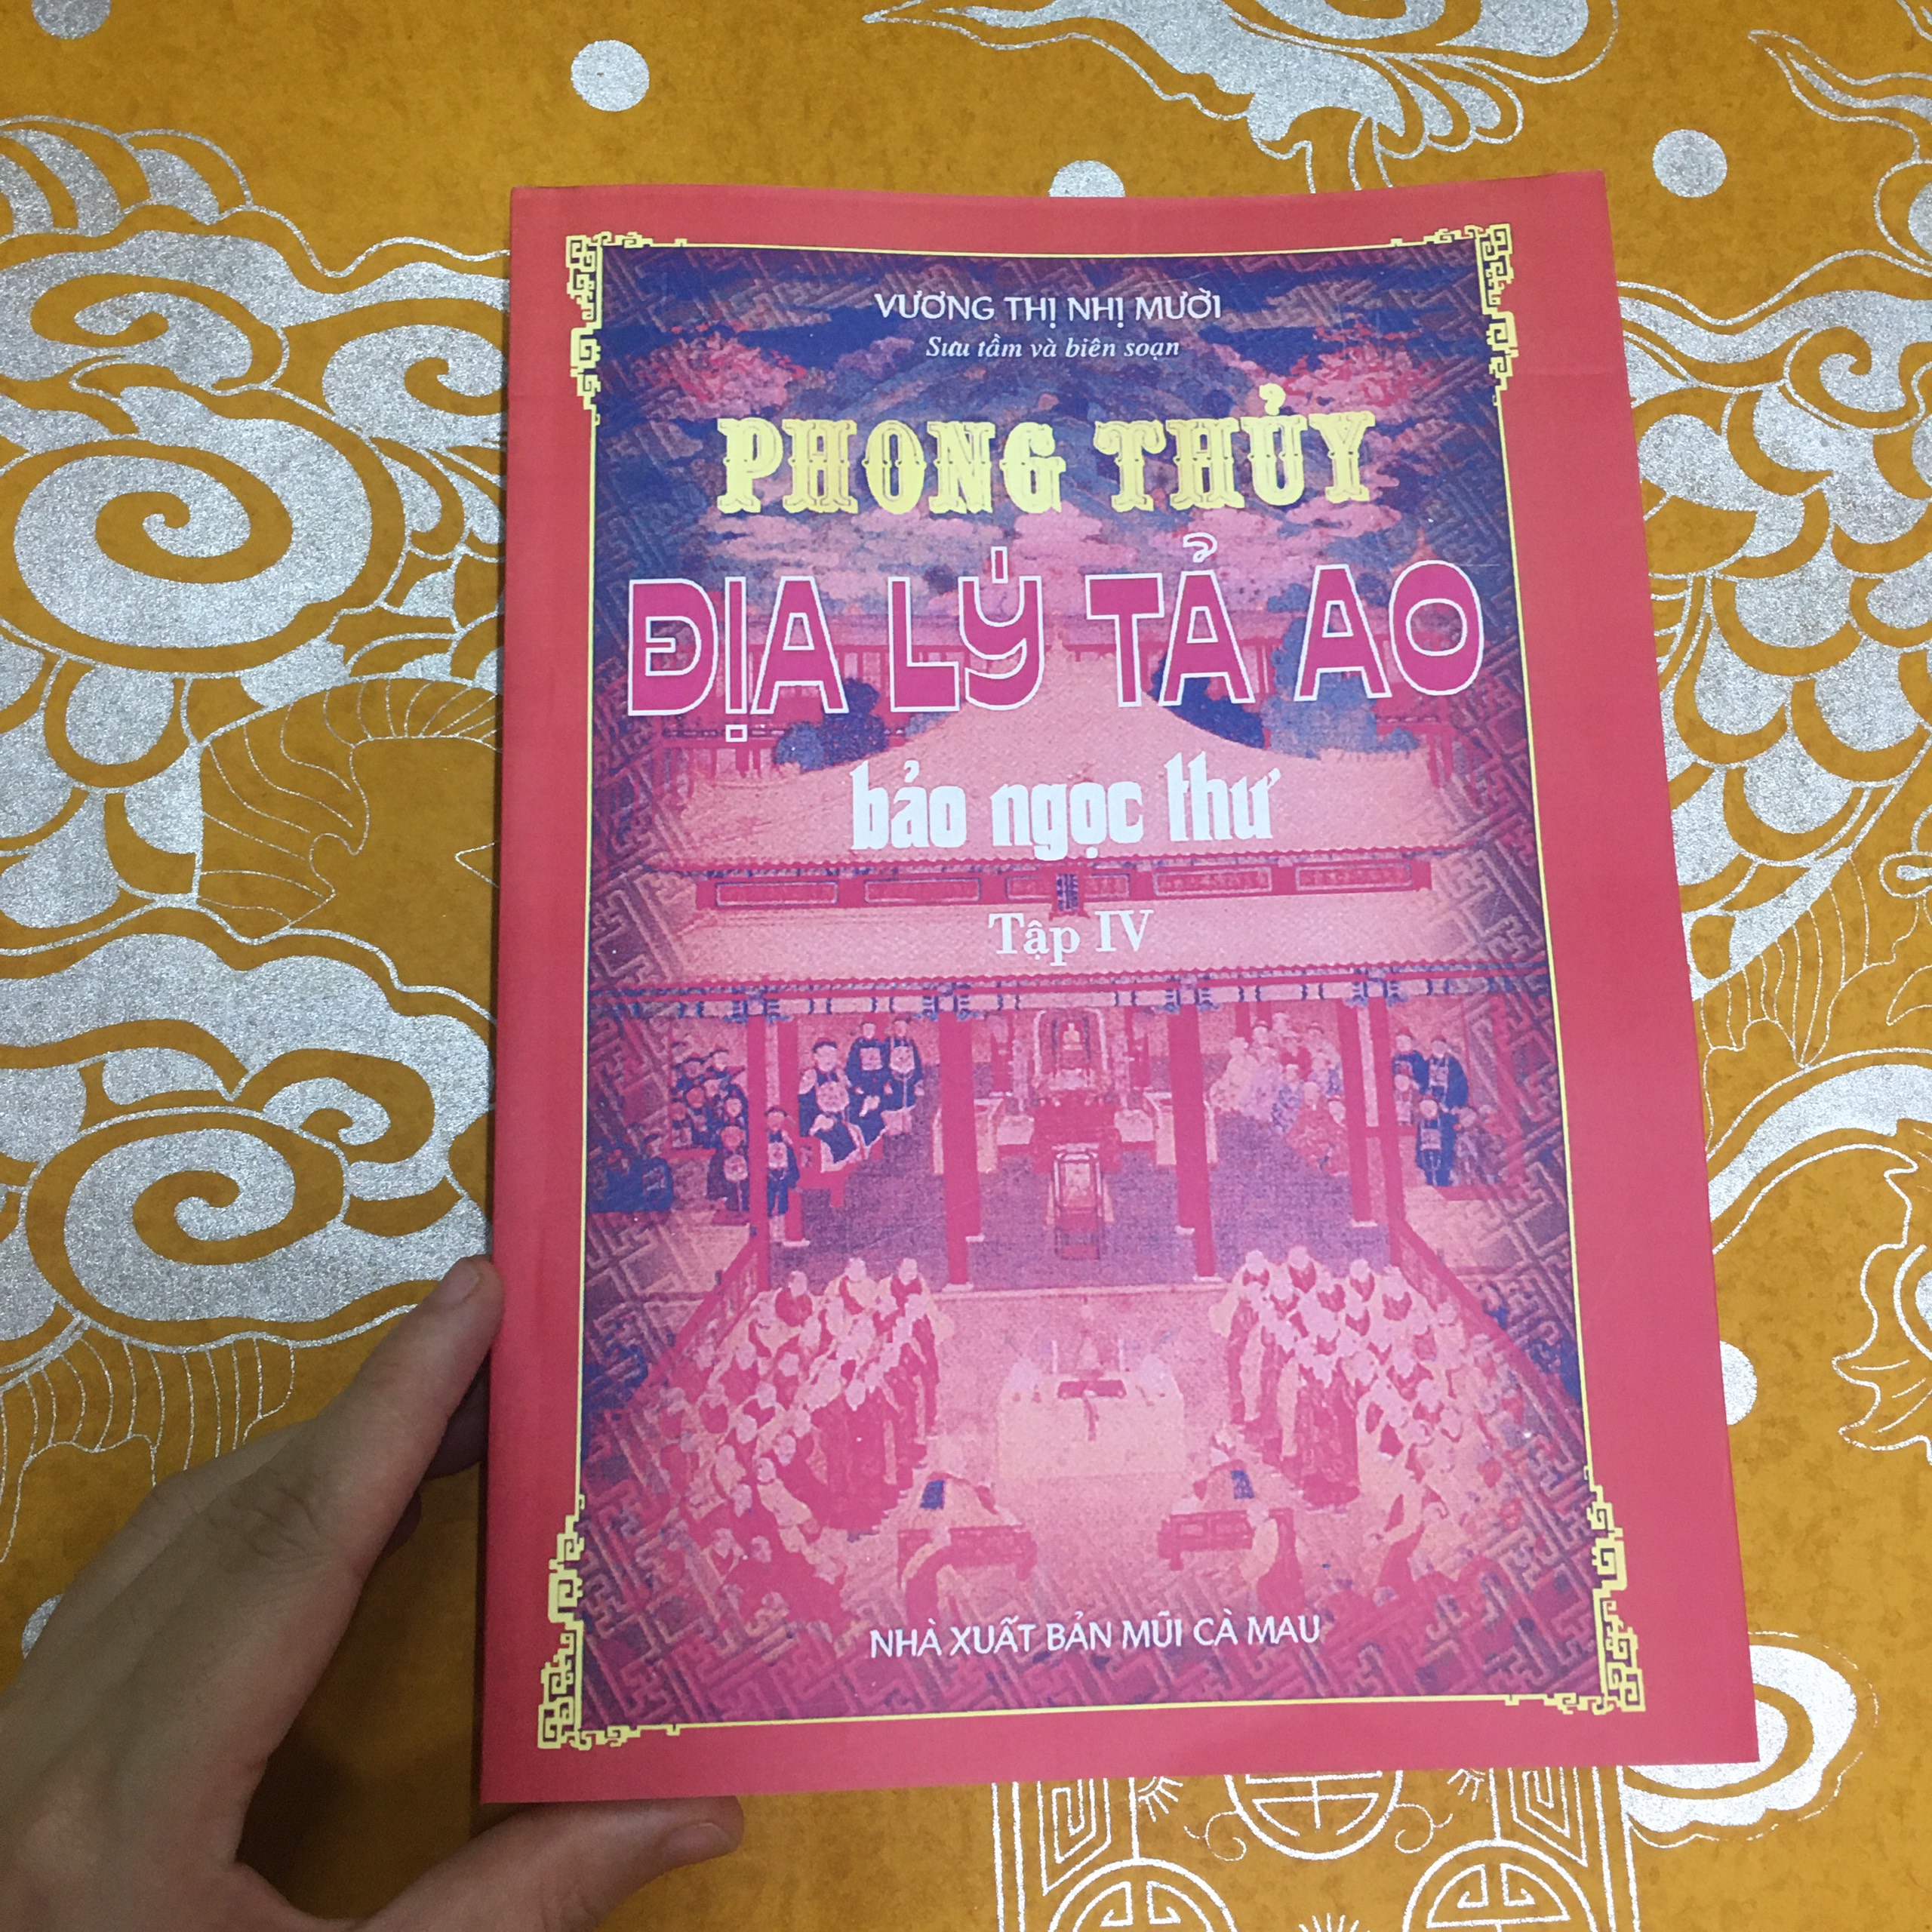 VƯƠNG THỊ NHỊ MƯỜI
Sưu tầm và biên soạn
PHONG THỦY
ĐỊA LÝ TẢ AO
bảo ngọc thư
Tập IV
NHÀ XUẤT BẢN MŨI CÀ MAU